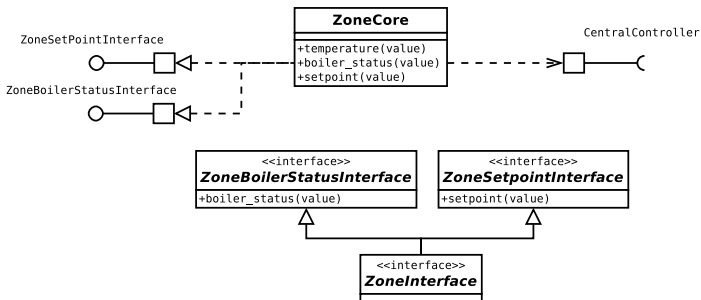 ZoneCore
CentralController
ZoneSetPointInterface
+temperature(value)
+boiler_status(value)
+setpoint(value)
ZoneBoilerStatusInterface
<<interface>>
ZoneBoilerStatusInterface
+boiler_status(value)
<<interface>>
ZoneSetpointInterface
+setpoint(value)
<<interface>>
ZoneInterface